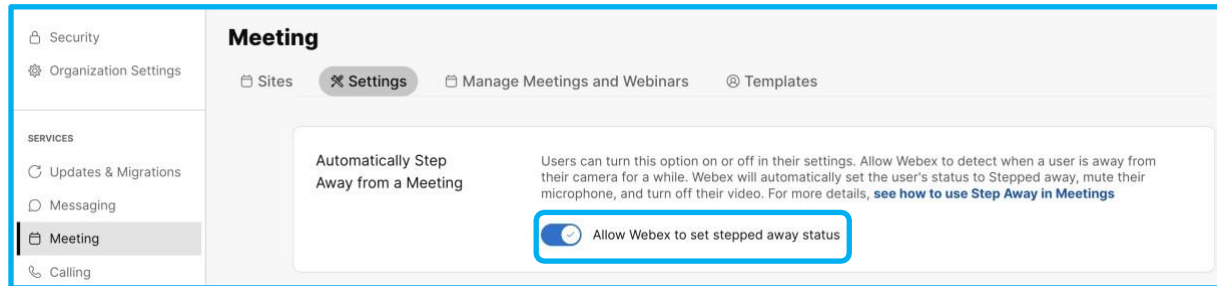 Security
Organization Settings
SERVICES
Updates & Migrations
Messaging
Meeting
Calling
Meeting
Sites
Settings
Manage Meetings and Webinars
Templates
Automatically Step
Away from a Meeting
Users can turn this option on or off in their settings. Allow Webex to detect when a user is away from
their camera for a while. Webex will automatically set the user's status to Stepped away, mute their
microphone, and turn off their video. For more details, see how to use Step Away in Meetings
Allow Webex to set stepped away status